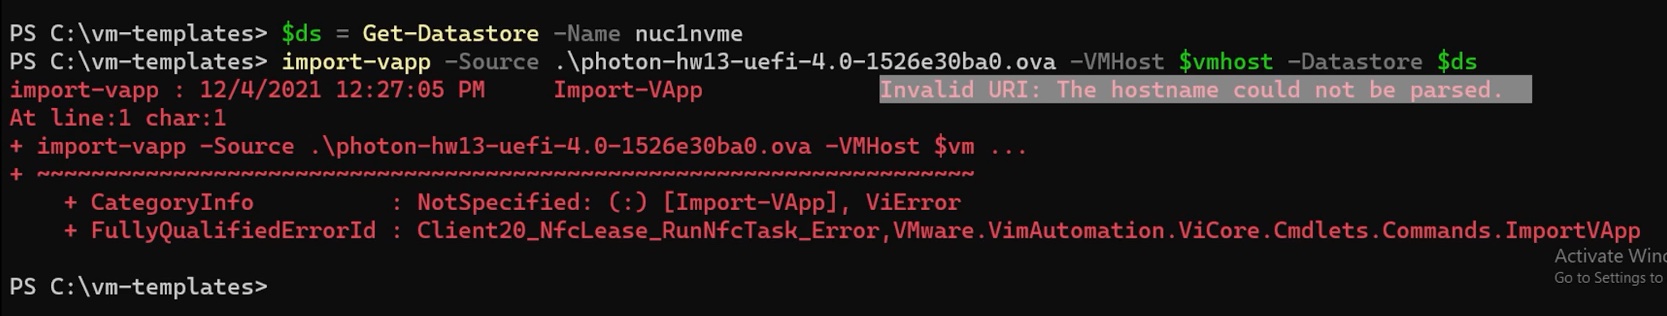 PS C:\vm-templates> $ds = Get-Datastore -Name nuc1nvme
PS C:\vm-templates> import-vapp -Source .\photon-hw13-uefi-4.0-1526e30ba0.ova -VMHost $vmhost -Datastore $ds
import-vapp : 12/4/2021 12:27:05 PM     Import-VApp             Invalid URI: The hostname could not be parsed.
At line:1 char:1
+ import-vapp -Source .\photon-hw13-uefi-4.0-1526e30ba0.ova -VMHost $vm ...
+ ~~~~~~~~~~~~~~~~~~~~~~~~~~~~~~~~~~~~~~~~~~~~~~~~~~~~~~~~~~~~~~~~~~~~~
    + CategoryInfo          : NotSpecified: (:) [Import-VApp], ViError
    + FullyQualifiedErrorId : Client20_NfcLease_RunNfcTask_Error,VMware.VimAutomation.ViCore.Cmdlets.Commands.ImportVApp
Activate Wind
Go to Settings to
PS C:\vm-templates>